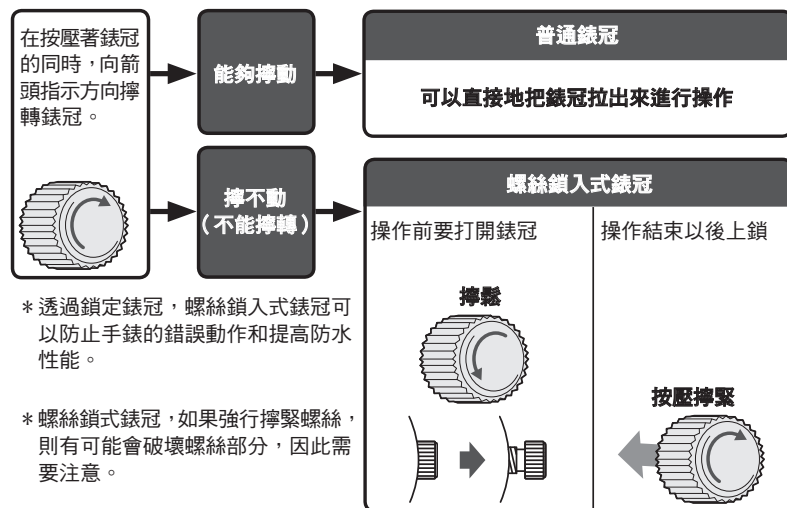 在按壓著錶冠
的同時，向箭
頭指示方向擰
轉錶冠。
能夠擰動
普通錶冠
可以直接地把錶冠拉出來進行操作
擰不動
（不能擰轉）
螺絲鎖入式錶冠
操作前要打開錶冠
擰鬆
操作結束以後上鎖
按壓擰緊
＊透過鎖定錶冠，螺絲鎖入式錶冠可
以防止手錶的錯誤動作和提高防水
性能。
＊螺絲鎖式錶冠，如果強行擰緊螺絲，
則有可能會破壞螺絲部分，因此需
要注意。